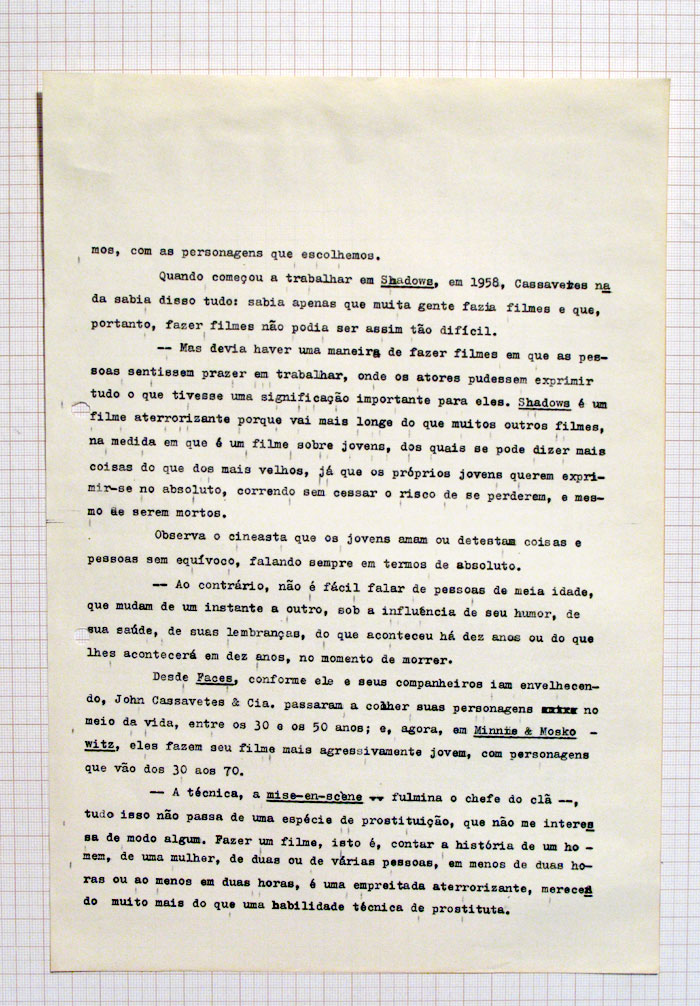 mos, com as personagens que escolhemos.
Quando começou a trabalhar em Shadows, em 1958, Cassavetes na
da sabia disso tudo: sabia apenas que muita gente fazia filmes e que,
portanto, fazer filmes não podia ser assim tão difícil.
-- Mas devia haver uma maneira de fazer filmes em que as pes-
soas sentissem prazer em trabalhar, onde os atores pudessem exprimir
tudo o que tivesse uma significação importante para eles. Shadows é um
filme aterrorizante porque vai mais longe do que muitos outros filmes,
na medida em que é um filme sobre jovens, dos quais se pode dizer mais
coisas do que dos mais velhos, já que os próprios jovens querem expri-
mir-se no absoluto, correndo sem cessar o risco de se perderem, e mes-
mo de serem mortos.
Observa o cineasta que os jovens amam ou detestam coisas e
pessoas sem equívoco, falando sempre em termos de absoluto.
-- Ao contrário, não é fácil falar de pessoas de meia idade,
que mudam de um instante a outro, sob a influência de seu humor, de
sua saúde, de suas lembranças, do que aconteceu há dez anos ou do que
lhes acontecerá em dez anos, no momento de morrer.
Desde Faces, conforme ele e seus companheiros iam envelhecen-
do, John Cassavetes & Cia. passaram a colher suas personagens no
meio da vida, entre os 30 e os 50 anos; e, agora, em Minnie & Mosko -
witz, eles fazem seu filme mais agressivamente jovem, com personagens
que vão dos 30 aos 70.
-- A técnica, a mise-en-scène -- fulmina o chefe do clã --,
tudo isso não passa de uma espécie de prostituição, que não me interes
sa de modo algum. Fazer um filme, isto é, contar a história de um ho -
mem, de uma mulher, de duas ou de várias pessoas, em menos de duas ho-
ras ou ao menos em duas horas, é uma empreitada aterrorizante, merecen
do muito mais do que uma habilidade técnica de prostituta.